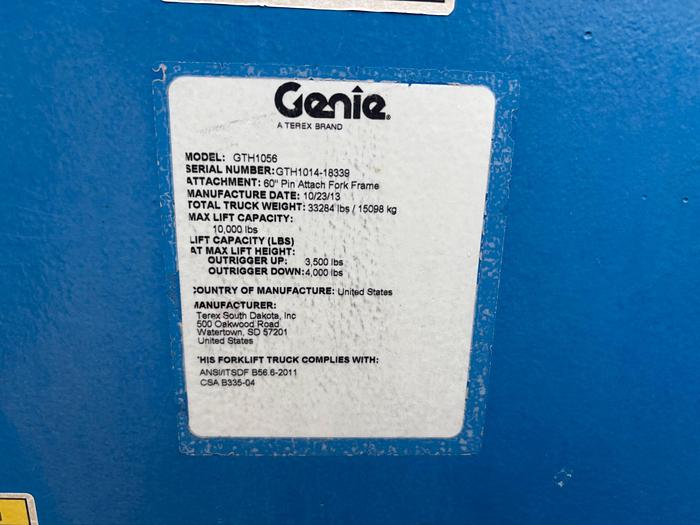 Genie®
A TEREX BRAND
MODEL: GTH1056
SERIAL NUMBER:GTH1014-18339
ATTACHMENT: 60" Pin Attach Fork Frame
MANUFACTURE DATE: 10/23/13
TOTAL TRUCK WEIGHT: 33284 lbs / 15098 kg
MAX LIFT CAPACITY:
10,000 lbs
LIFT CAPACITY (LBS)
AT MAX LIFT HEIGHT:
OUTRIGGER UP: 3,500 lbs
OUTRIGGER DOWN:4,000 lbs
COUNTRY OF MANUFACTURE: United States
MANUFACTURER:
Terex South Dakota, Inc
500 Oakwood Road
Watertown, SD 57201
United States
THIS FORKLIFT TRUCK COMPLIES WITH:
ANSI/ITSDF B56.6-2011
CSA B335-04